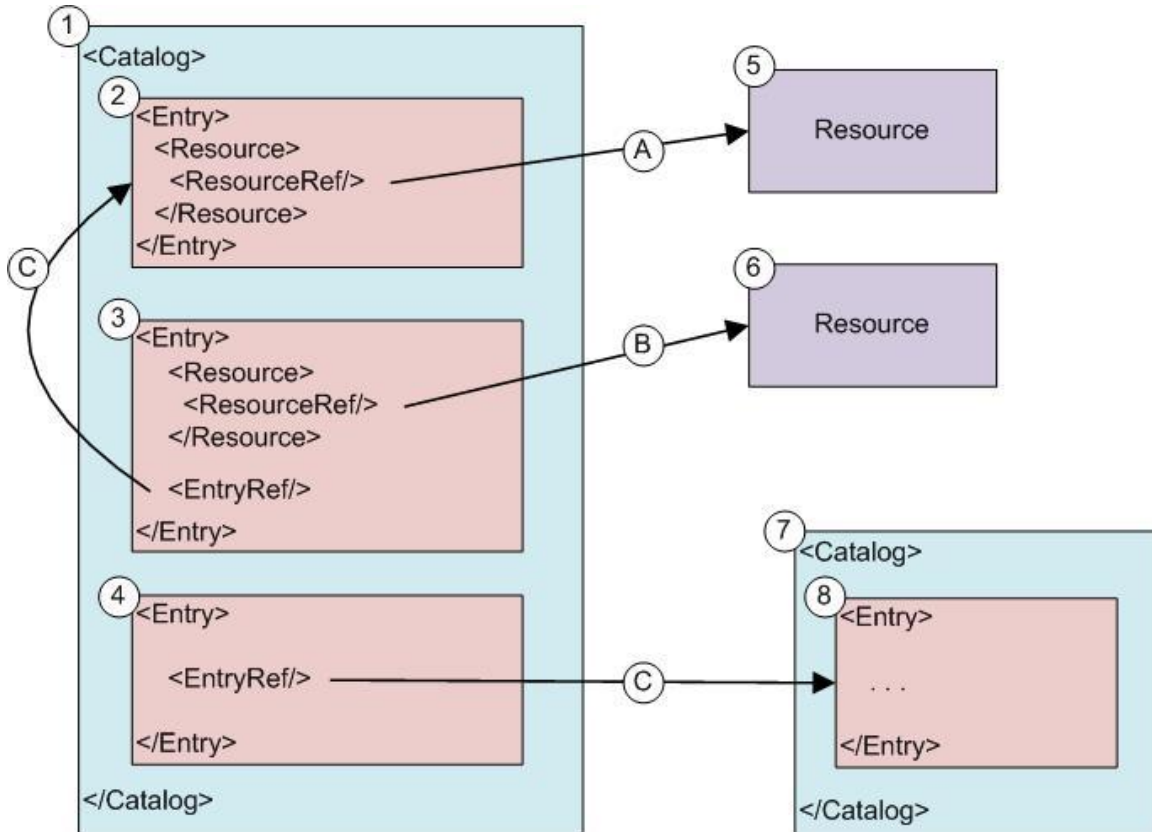 1
<Catalog>
2
<Entry>
<Resource>
<ResourceRef/>
</Resource>
</Entry>
A
5
Resource
C
3
<Entry>
<Resource>
<ResourceRef/>
</Resource>
<EntryRef/>
</Entry>
B
6
Resource
4
<Entry>
<EntryRef/>
</Entry>
</Catalog>
C
7
<Catalog>
8
<Entry>
. . .
</Entry>
</Catalog>